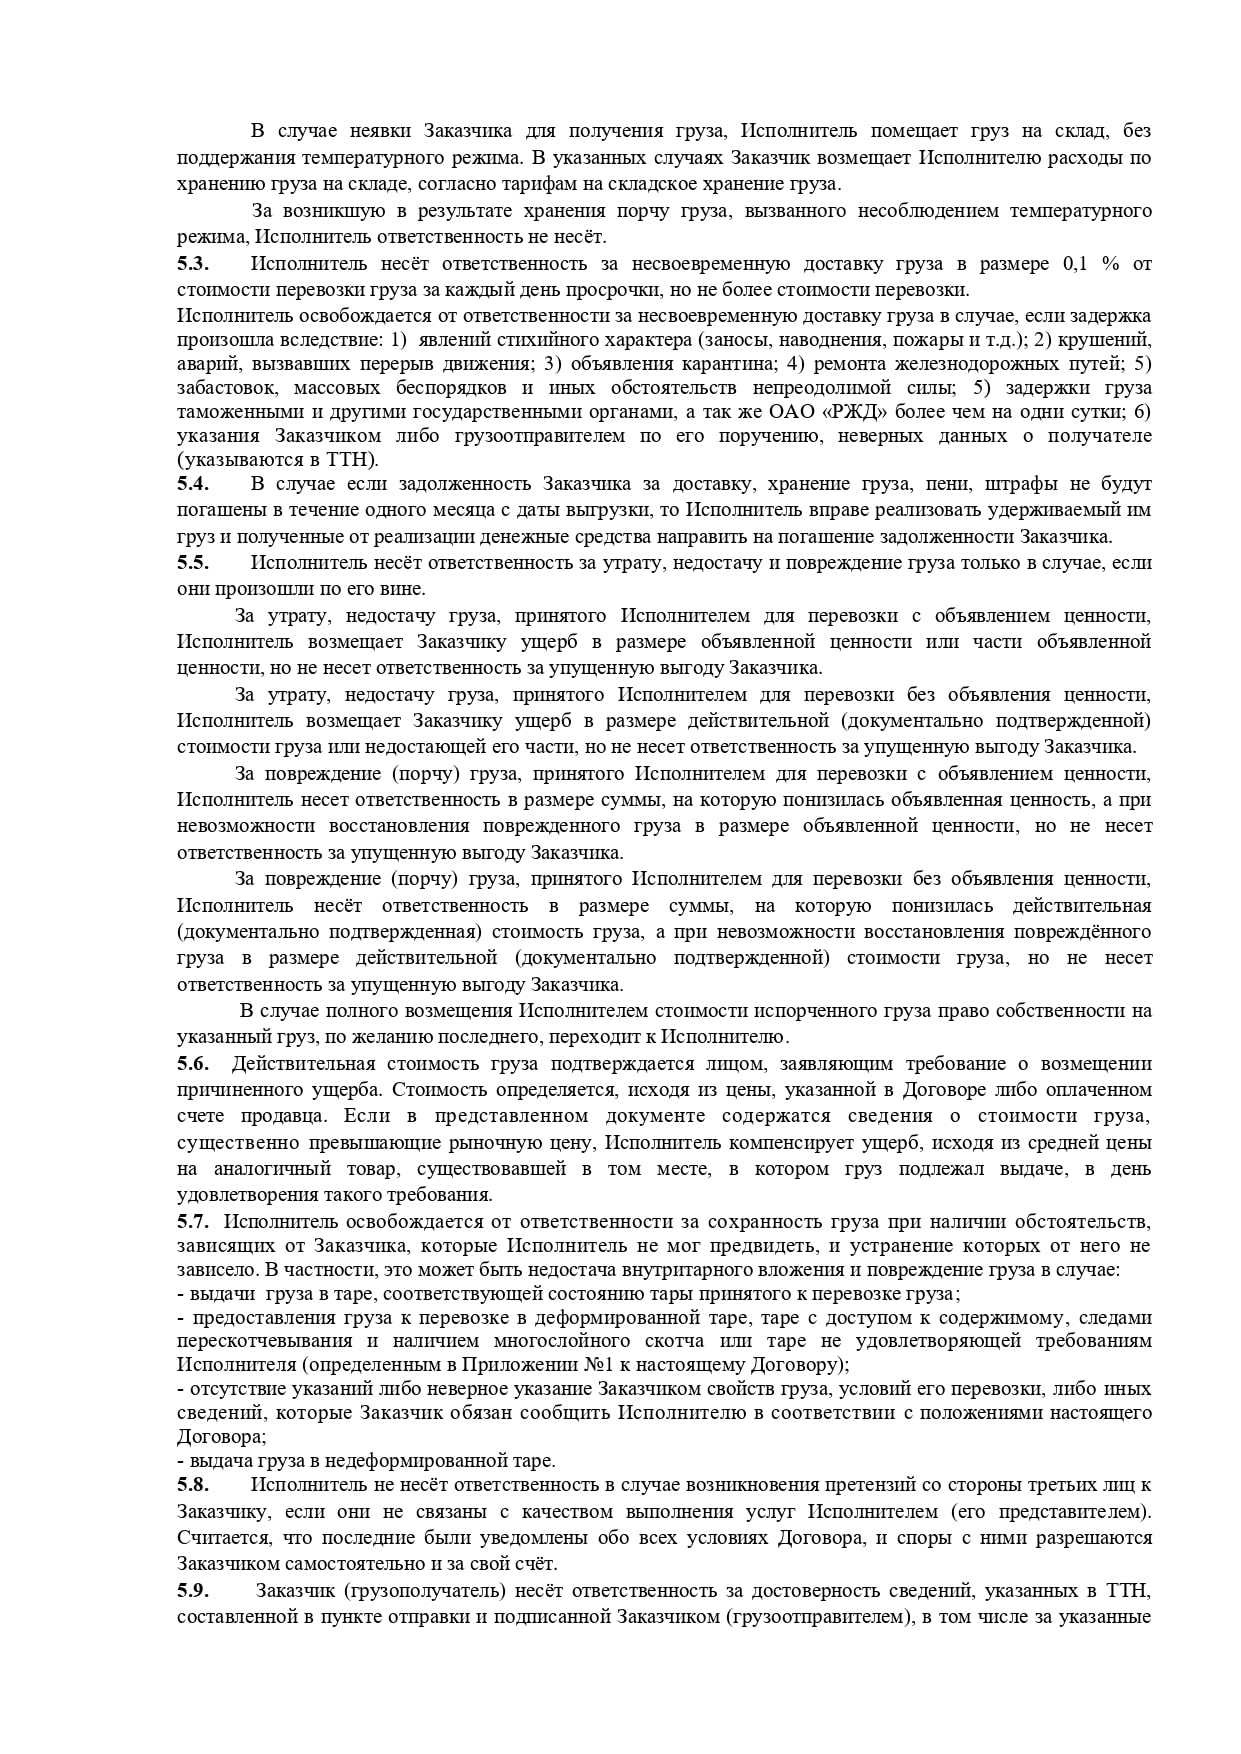 В случае неявки Заказчика для получения груза, Исполнитель помещает груз на склад, без
поддержания температурного режима. В указанных случаях Заказчик возмещает Исполнителю расходы по
хранению груза на складе, согласно тарифам на складское хранение груза.
За возникшую в результате хранения порчу груза, вызванного несоблюдением температурного
режима, Исполнитель ответственность не несёт.
5.3. Исполнитель несёт ответственность за несвоевременную доставку груза в размере 0,1 % от
стоимости перевозки груза за каждый день просрочки, но не более стоимости перевозки.
Исполнитель освобождается от ответственности за несвоевременную доставку груза в случае, если задержка
произошла вследствие: 1) явлений стихийного характера (заносы, наводнения, пожары и т.д.); 2) крушений,
аварий, вызвавших перерыв движения; 3) объявления карантина; 4) ремонта железнодорожных путей; 5)
забастовок, массовых беспорядков и иных обстоятельств непреодолимой силы; 5) задержки груза
таможенными и другими государственными органами, а так же ОАО «РЖД» более чем на одни сутки; 6)
указания Заказчиком либо грузоотправителем по его поручению, неверных данных о получателе
(указываются в ТТН).
5.4. В случае если задолженность Заказчика за доставку, хранение груза, пени, штрафы не будут
погашены в течение одного месяца с даты выгрузки, то Исполнитель вправе реализовать удерживаемый им
груз и полученные от реализации денежные средства направить на погашение задолженности Заказчика.
5.5. Исполнитель несёт ответственность за утрату, недостачу и повреждение груза только в случае, если
они произошли по его вине.
За утрату, недостачу груза, принятого Исполнителем для перевозки с объявлением ценности,
Исполнитель возмещает Заказчику ущерб в размере объявленной ценности или части объявленной
ценности, но не несет ответственность за упущенную выгоду Заказчика.
За утрату, недостачу груза, принятого Исполнителем для перевозки без объявления ценности,
Исполнитель возмещает Заказчику ущерб в размере действительной (документально подтвержденной)
стоимости груза или недостающей его части, но не несет ответственность за упущенную выгоду Заказчика.
За повреждение (порчу) груза, принятого Исполнителем для перевозки с объявлением ценности,
Исполнитель несет ответственность в размере суммы, на которую понизилась объявленная ценность, а при
невозможности восстановления поврежденного груза в размере объявленной ценности, но не несет
ответственность за упущенную выгоду Заказчика.
За повреждение (порчу) груза, принятого Исполнителем для перевозки без объявления ценности,
Исполнитель несёт ответственность в размере суммы, на которую понизилась действительная
(документально подтвержденная) стоимость груза, а при невозможности восстановления повреждённого
груза в размере действительной (документально подтвержденной) стоимости груза, но не несет
ответственность за упущенную выгоду Заказчика.
В случае полного возмещения Исполнителем стоимости испорченного груза право собственности на
указанный груз, по желанию последнего, переходит к Исполнителю.
5.6. Действительная стоимость груза подтверждается лицом, заявляющим требование о возмещении
причиненного ущерба. Стоимость определяется, исходя из цены, указанной в Договоре либо оплаченном
счете продавца. Если в представленном документе содержатся сведения о стоимости груза,
существенно превышающие рыночную цену, Исполнитель компенсирует ущерб, исходя из средней цены
на аналогичный товар, существовавшей в том месте, в котором груз подлежал выдаче, в день
удовлетворения такого требования.
5.7. Исполнитель освобождается от ответственности за сохранность груза при наличии обстоятельств,
зависящих от Заказчика, которые Исполнитель не мог предвидеть, и устранение которых от него не
зависело. В частности, это может быть недостача внутритарного вложения и повреждение груза в случае:
- выдачи груза в таре, соответствующей состоянию тары принятого к перевозке груза;
- предоставления груза к перевозке в деформированной таре, таре с доступом к содержимому, следами
перескотчевывания и наличием многослойного скотча или таре не удовлетворяющей требованиям
Исполнителя (определенным в Приложении №1 к настоящему Договору);
- отсутствие указаний либо неверное указание Заказчиком свойств груза, условий его перевозки, либо иных
сведений, которые Заказчик обязан сообщить Исполнителю в соответствии с положениями настоящего
Договора;
- выдача груза в недеформированной таре.
5.8. Исполнитель не несёт ответственность в случае возникновения претензий со стороны третьих лиц к
Заказчику, если они не связаны с качеством выполнения услуг Исполнителем (его представителем).
Считается, что последние были уведомлены обо всех условиях Договора, и споры с ними разрешаются
Заказчиком самостоятельно и за свой счёт.
5.9. Заказчик (грузополучатель) несёт ответственность за достоверность сведений, указанных в ТТН,
составленной в пункте отправки и подписанной Заказчиком (грузоотправителем), в том числе за указанные